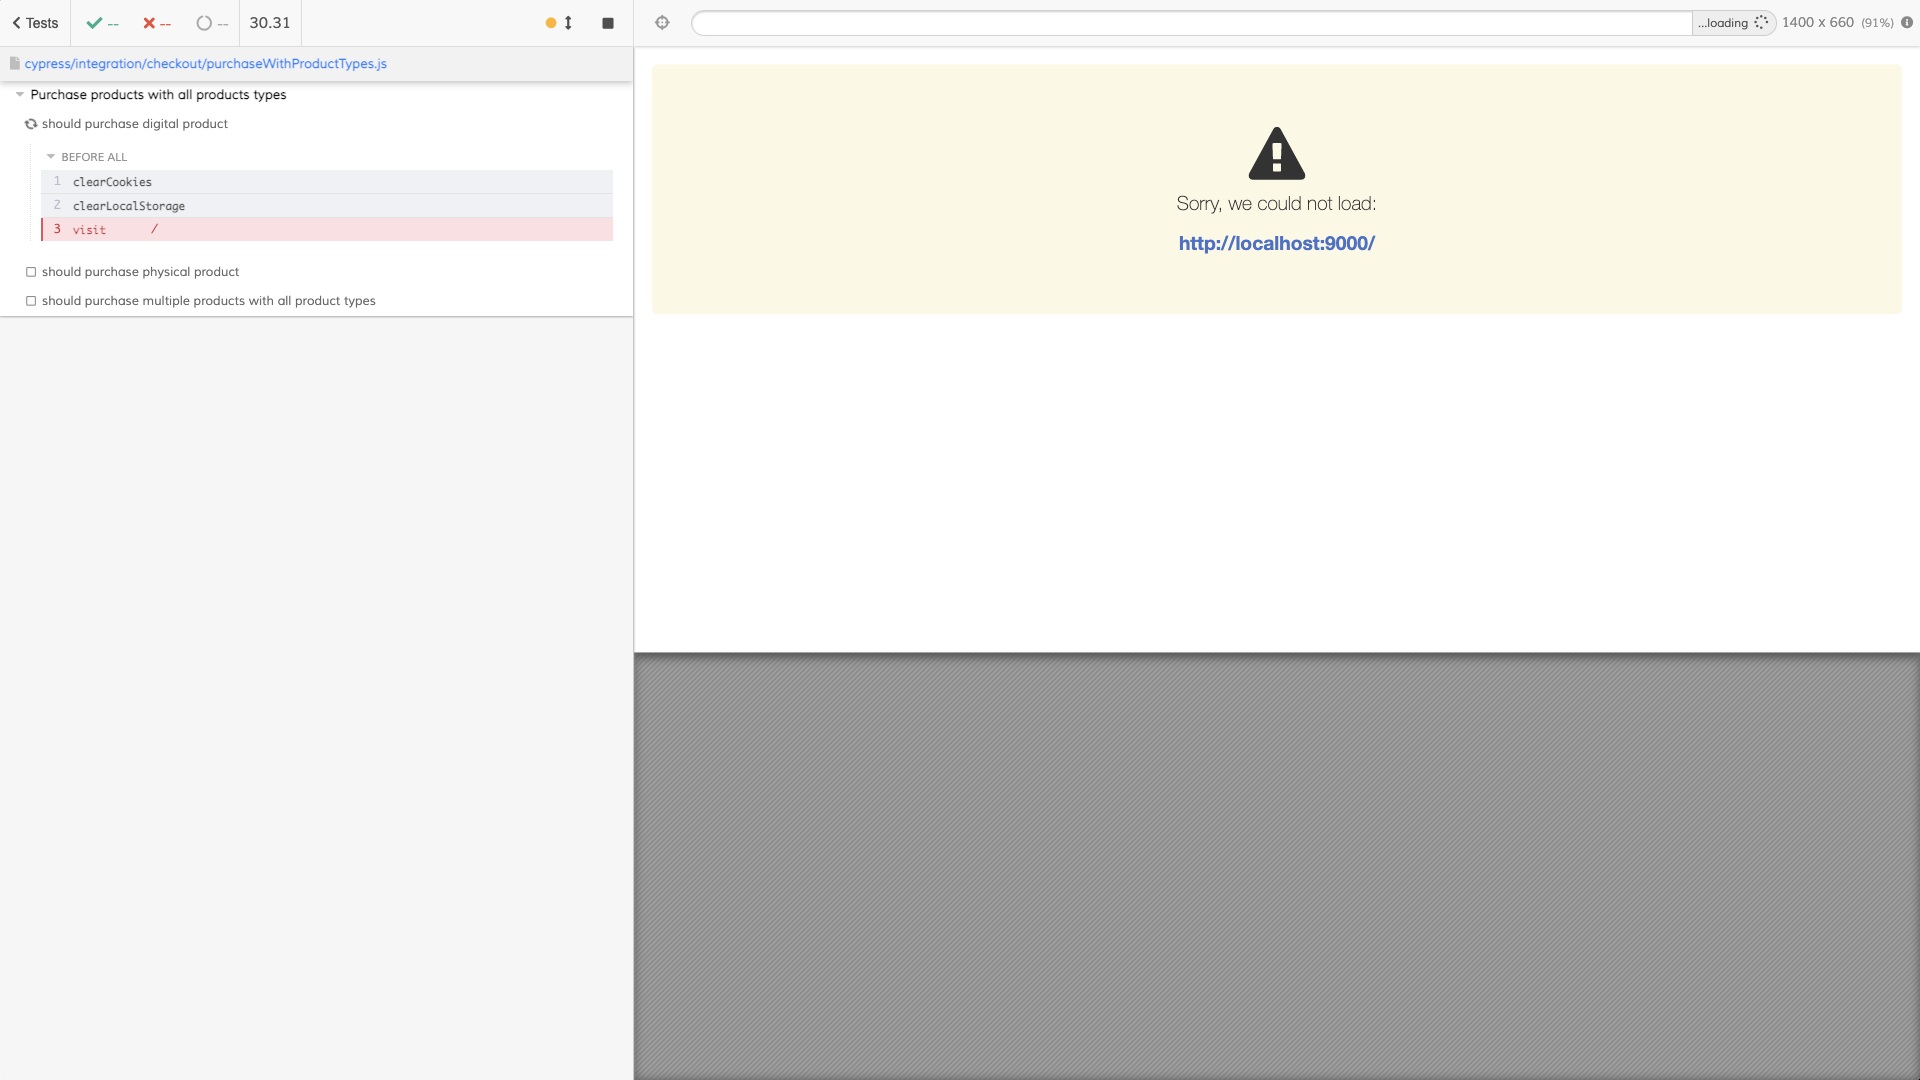 Tests
--
--
--
30.31
...loading
1400 x 660 (91%)
cypress/integration/checkout/purchaseWithProductTypes.js
Purchase products with all products types
should purchase digital product
BEFORE ALL
1 clearCookies
2 clearLocalStorage
3 visit /
should purchase physical product
should purchase multiple products with all product types
Sorry, we could not load:
http://localhost:9000/